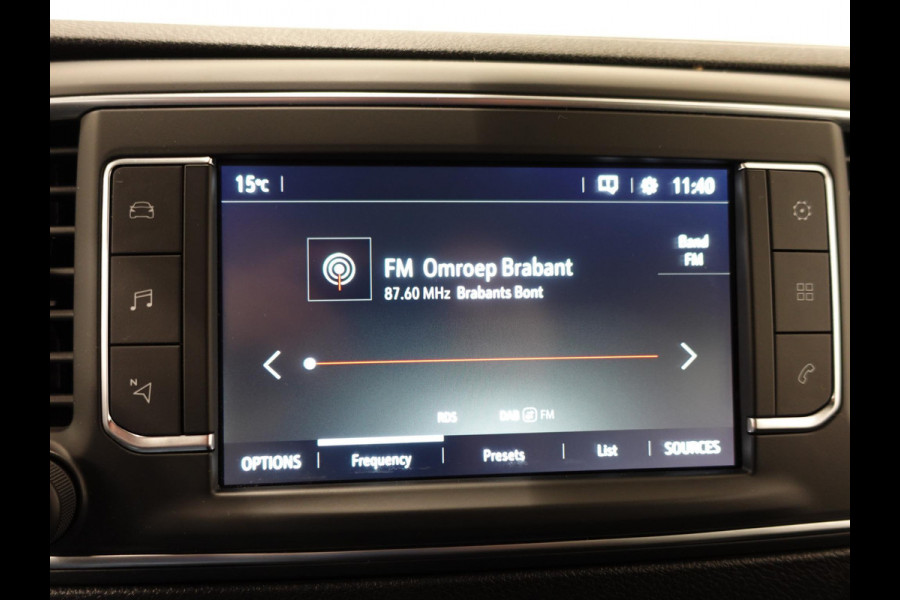 15°C 11:40
Band
FM Omroep Brabant FM
87.60 MHz Brabants Bont
N
RDS DAB FM
OPTIONS Frequency Presets List SOURCES